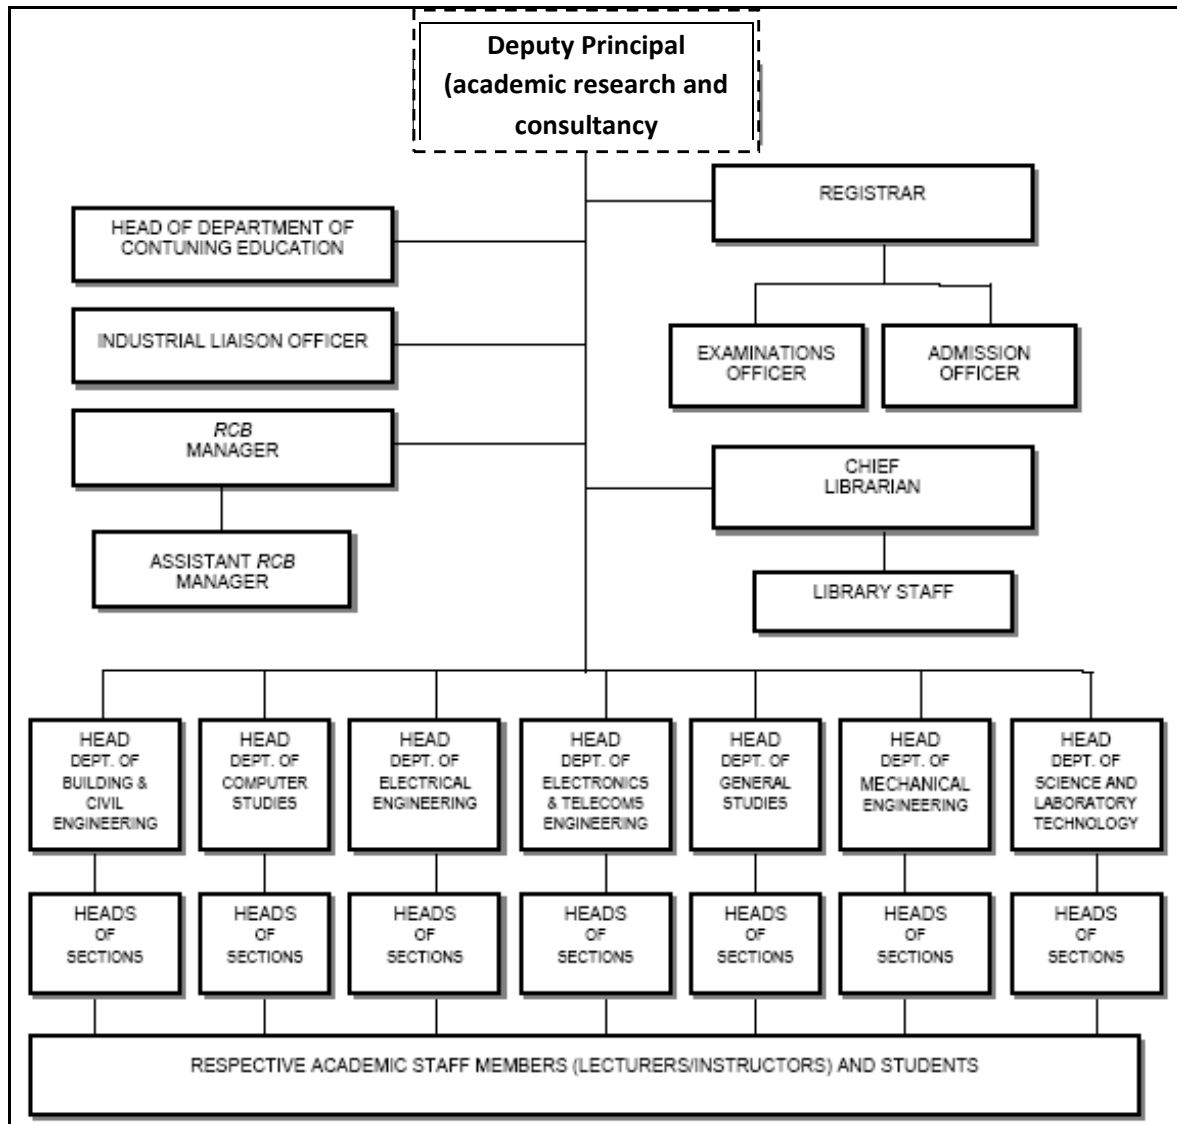 Deputy Principal
(academic research and
consultancy
REGISTRAR
HEAD OF DEPARTMENT OF
CONTUNING EDUCATION
INDUSTRIAL LIAISON OFFICER
EXAMINATIONS
OFFICER
ADMISSION
OFFICER
RCB
MANAGER
CHIEF
LIBRARIAN
ASSISTANT RCB
MANAGER
LIBRARY STAFF
HEAD
DEPT. OF
BUILDING &
CIVIL
ENGINEERING
HEAD
DEPT. OF
COMPUTER
STUDIES
HEAD
DEPT. OF
ELECTRICAL
ENGINEERING
HEAD
DEPT. OF
ELECTRONICS
& TELECOMS
ENGINEERING
HEAD
DEPT. OF
GENERAL
STUDIES
HEAD
DEPT. OF
MECHANICAL
ENGINEERING
HEAD
DEPT. OF
SCIENCE AND
LABORATORY
TECHNOLOGY
HEADS
OF
SECTIONS
HEADS
OF
SECTIONS
HEADS
OF
SECTIONS
HEADS
OF
SECTIONS
HEADS
OF
SECTIONS
HEADS
OF
SECTIONS
HEADS
OF
SECTIONS
RESPECTIVE ACADEMIC STAFF MEMBERS (LECTURERS/INSTRUCTORS) AND STUDENTS